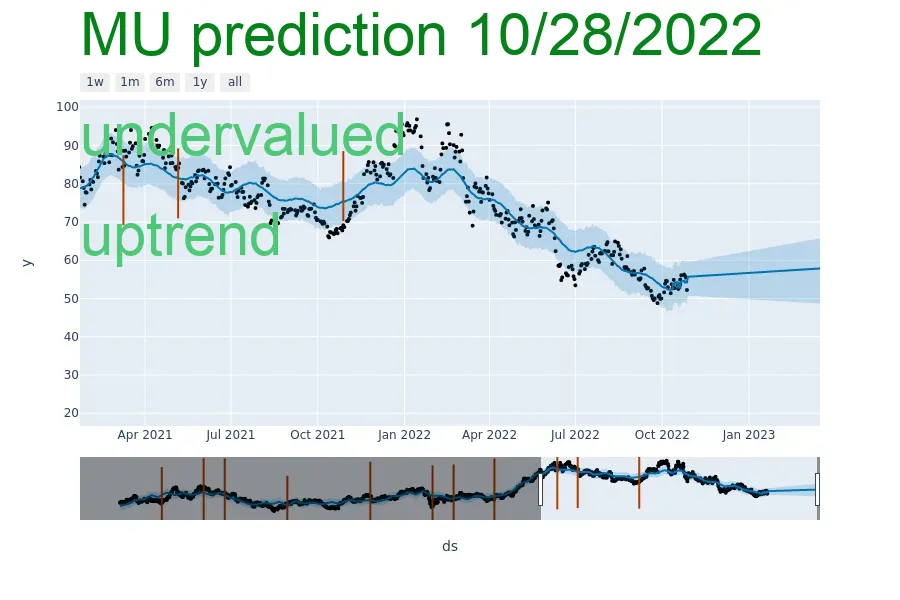 MU prediction 10/28/2022
1w 1m 6m 1y all
100
undervalued
90
80
70
uptrend
60
50
40
30
20
y
Apr 2021 Jul 2021 Oct 2021 Jan 2022 Apr 2022 Jul 2022 Oct 2022 Jan 2023
ds